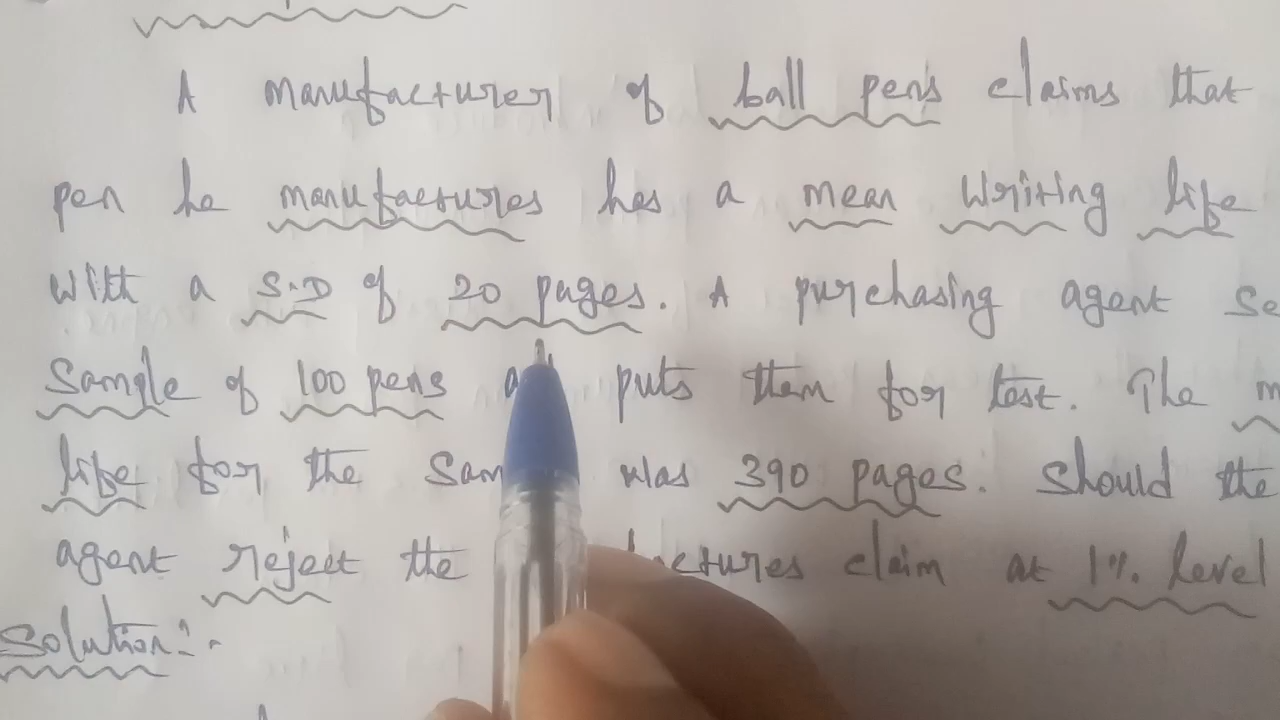 A manufacturer of ball pens claims that
pen he manufactures has a mean writing life
with a S.D of 20 pages. A purchasing agent se
Sample of 100 pens puts them for test. The m
life for the Sam was 390 pages. Should the
agent reject the actures claim at 1% level
Solution:-